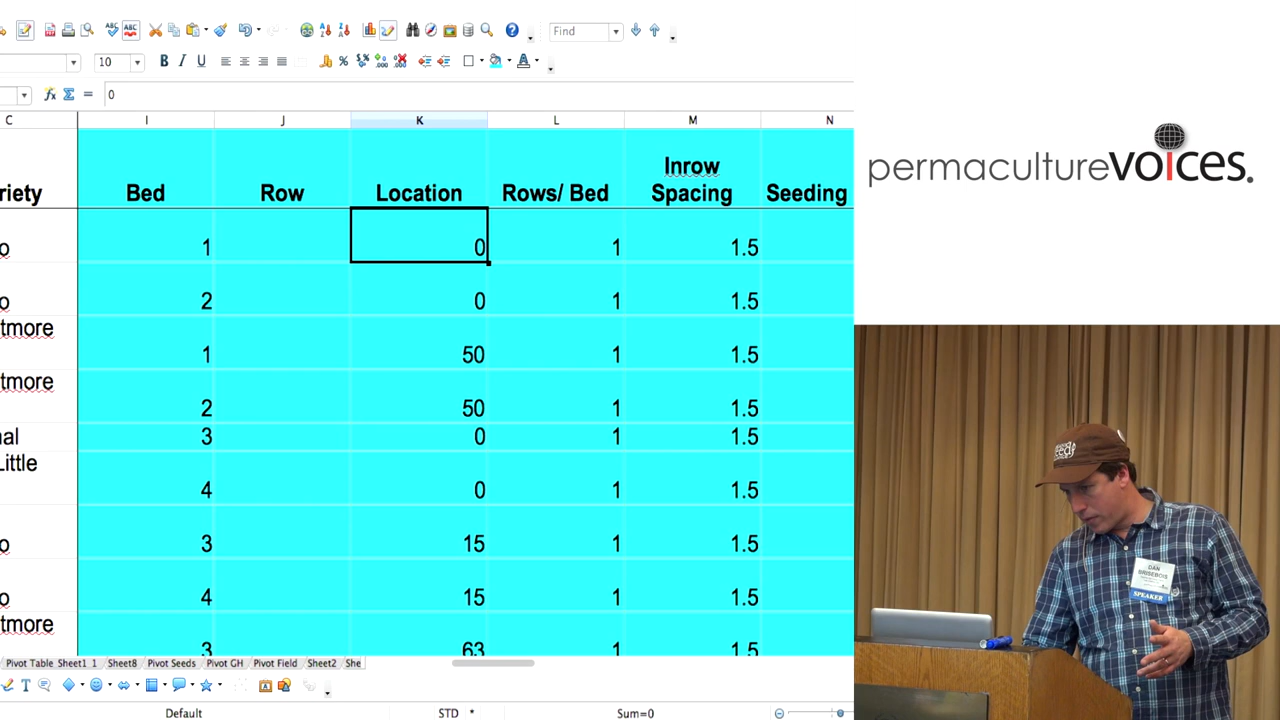 Find
10
0
C I J K L M N
riety Bed Row Location Rows/ Bed Inrow Spacing Seeding
o 1 0 1 1.5
o 2 0 1 1.5
tmore 1 50 1 1.5
tmore 2 50 1 1.5
nal 3 0 1 1.5
Little 4 0 1 1.5
o 3 15 1 1.5
o 4 15 1 1.5
tmore 3 63 1 1.5
Pivot Table_Sheet1_1 Sheet8 Pivot Seeds Pivot GH Pivot Field Sheet2 She
Default STD * Sum=0
permacultureVOICES.
DAN
BRISEBOIS
SPEAKER